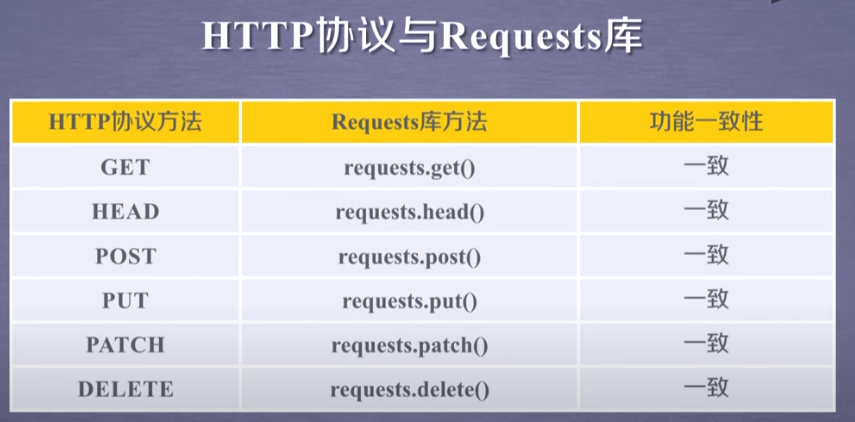 HTTP协议与Requests库
HTTP协议方法 Requests库方法 功能一致性
GET requests.get() 一致
HEAD requests.head() 一致
POST requests.post() 一致
PUT requests.put() 一致
PATCH requests.patch() 一致
DELETE requests.delete() 一致